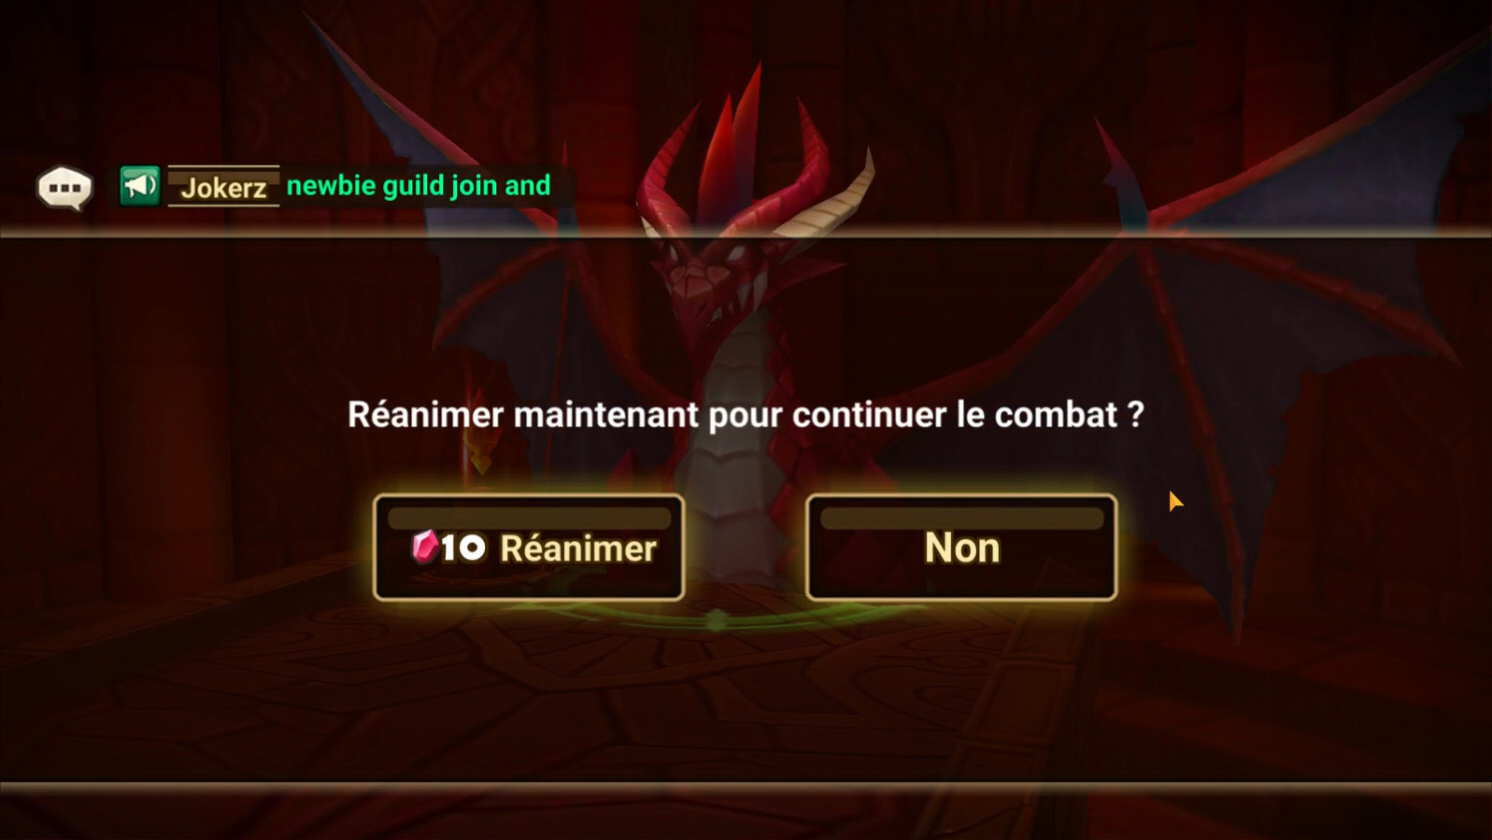 Jokerz newbie guild join and
Réanimer maintenant pour continuer le combat ?
10 Réanimer
Non